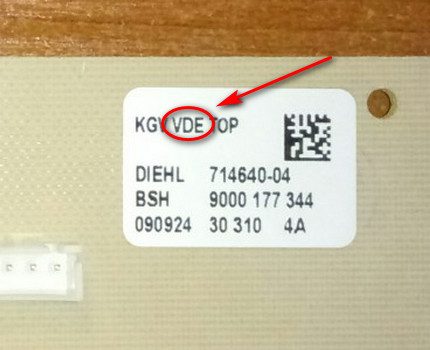 KGV VDE TOP
DIEHL 714640-04
BSH 9000 177 344
090924 30 310 4A